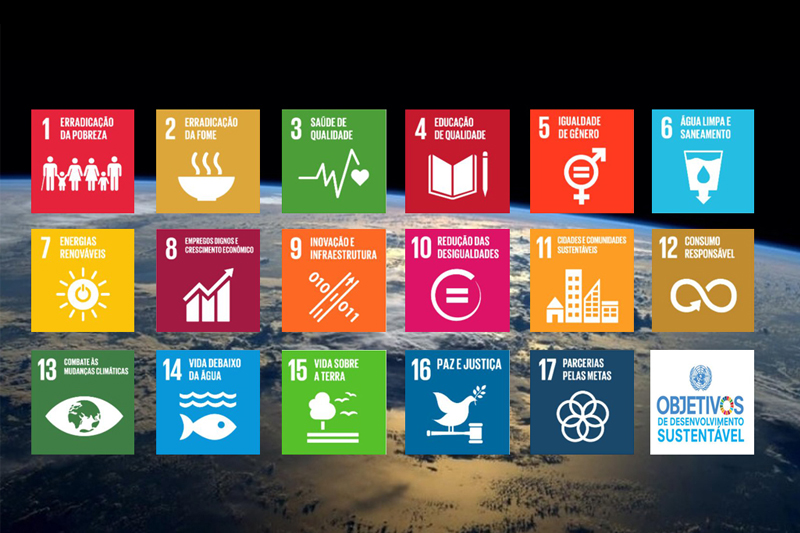 1 ERRADICAÇÃO
DA POBREZA
2 ERRADICAÇÃO
DA FOME
3 SAÚDE DE
QUALIDADE
4 EDUCAÇÃO
DE QUALIDADE
5 IGUALDADE
DE GÊNERO
6 ÁGUA LIMPA E
SANEAMENTO
7 ENERGIAS
RENOVÁVEIS
8 EMPREGOS DIGNOS E
CRESCIMENTO ECONÔMICO
9 INOVAÇÃO E
INFRAESTRUTURA
010
011
10 REDUÇÃO DAS
DESIGUALDADES
11 CIDADES E COMUNIDADES
SUSTENTÁVEIS
12 CONSUMO
RESPONSÁVEL
13 COMBATE ÀS
MUDANÇAS CLIMÁTICAS
14 VIDA DEBAIXO
DA ÁGUA
15 VIDA SOBRE
A TERRA
16 PAZ E JUSTIÇA
17 PARCERIAS
PELAS METAS
OBJETIVOS
DE DESENVOLVIMENTO
SUSTENTÁVEL